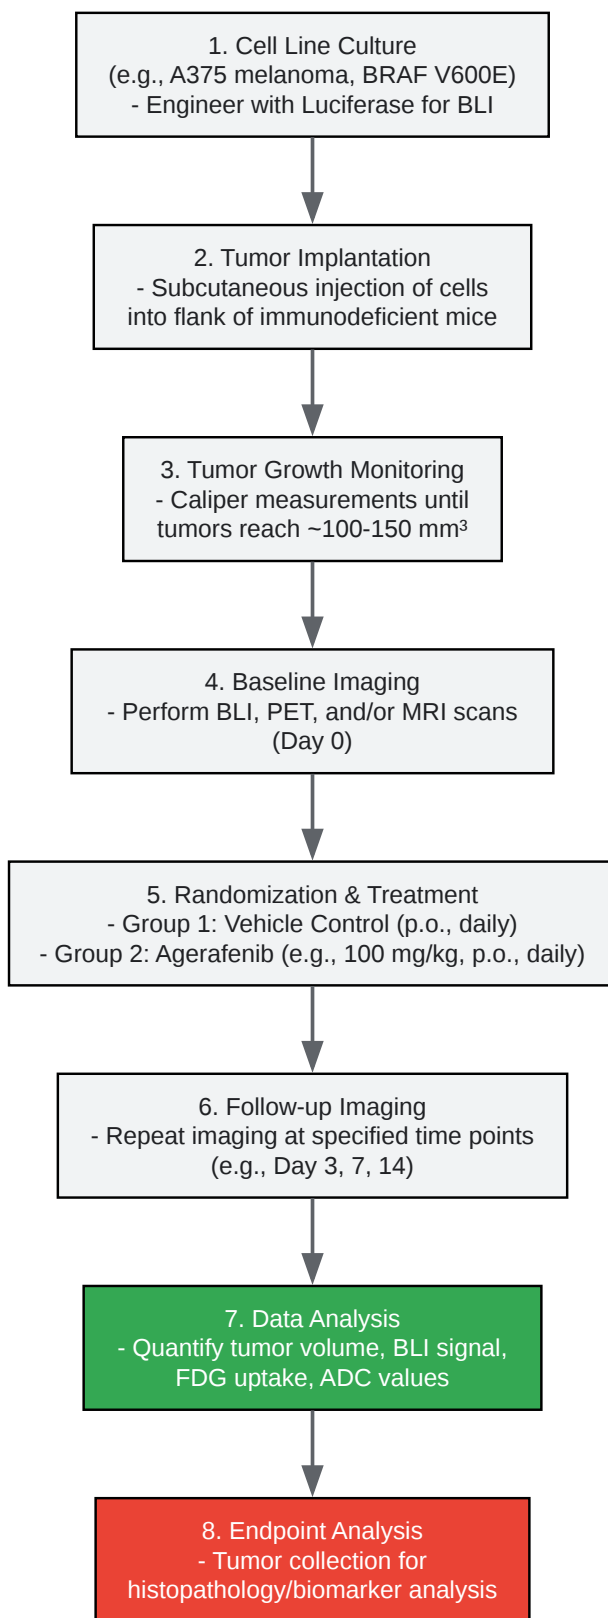 1. Cell Line Culture
(e.g., A375 melanoma, BRAF V600E)
- Engineer with Luciferase for BLI
2. Tumor Implantation
- Subcutaneous injection of cells
into flank of immunodeficient mice
3. Tumor Growth Monitoring
- Caliper measurements until
tumors reach ~100-150 mm³
4. Baseline Imaging
- Perform BLI, PET, and/or MRI scans
(Day 0)
5. Randomization & Treatment
- Group 1: Vehicle Control (p.o., daily)
- Group 2: Agerafenib (e.g., 100 mg/kg, p.o., daily)
6. Follow-up Imaging
- Repeat imaging at specified time points
(e.g., Day 3, 7, 14)
7. Data Analysis
- Quantify tumor volume, BLI signal,
FDG uptake, ADC values
8. Endpoint Analysis
- Tumor collection for
histopathology/biomarker analysis